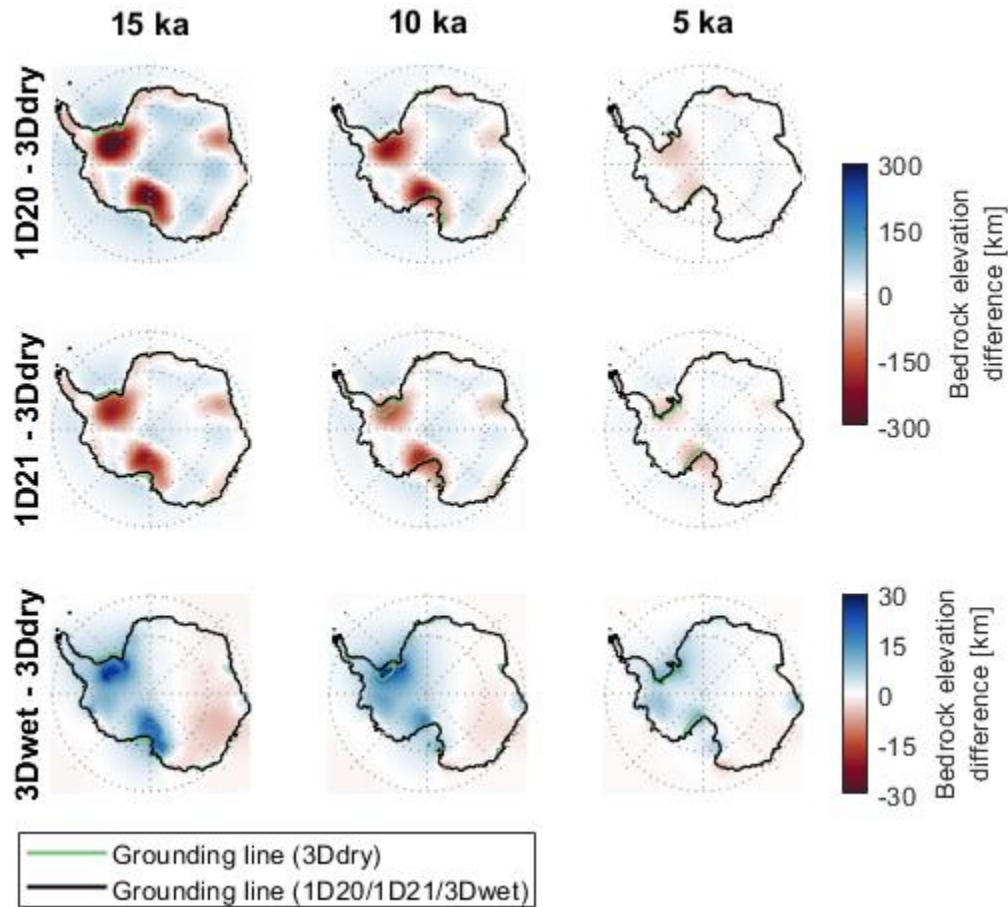 15 ka
10 ka
5 ka
1D20 - 3Ddry
300
150
0
-150
-300
Bedrock elevation
difference [km]
1D21 - 3Ddry
3Dwet - 3Ddry
30
15
0
-15
-30
Bedrock elevation
difference [km]
Grounding line (3Ddry)
Grounding line (1D20/1D21/3Dwet)